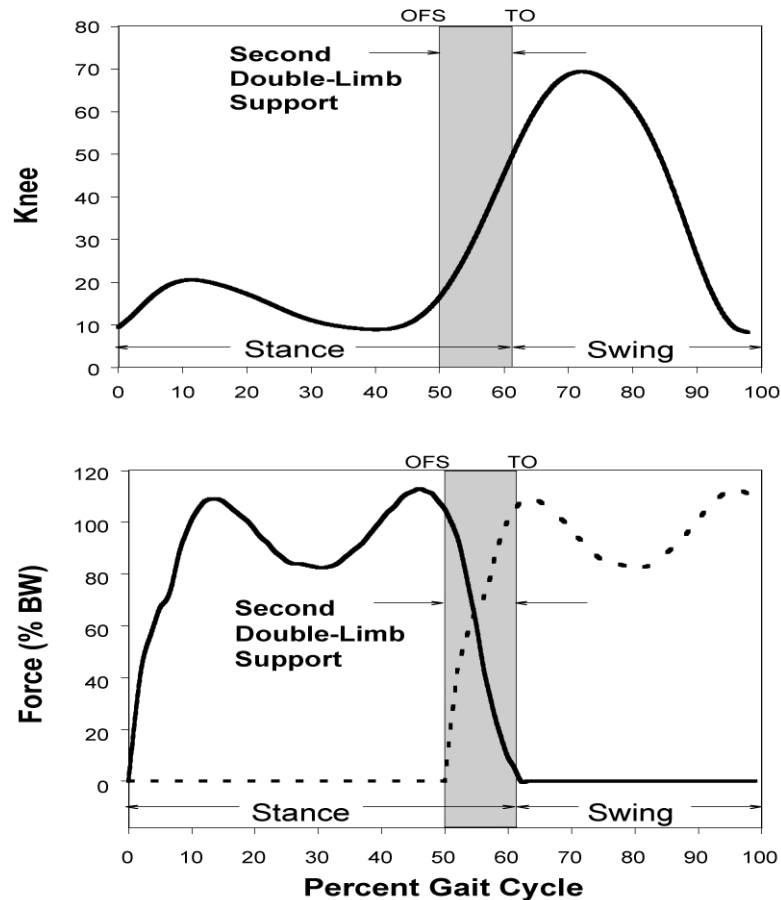 OFS TO
Second
Double-Limb
Support
80
70
60
50
40
30
20
10
0
Knee
Stance Swing
0 10 20 30 40 50 60 70 80 90 100
OFS TO
120
100
80
60
40
20
0
Force (% BW)
Second
Double-Limb
Support
Stance Swing
0 10 20 30 40 50 60 70 80 90 100
Percent Gait Cycle